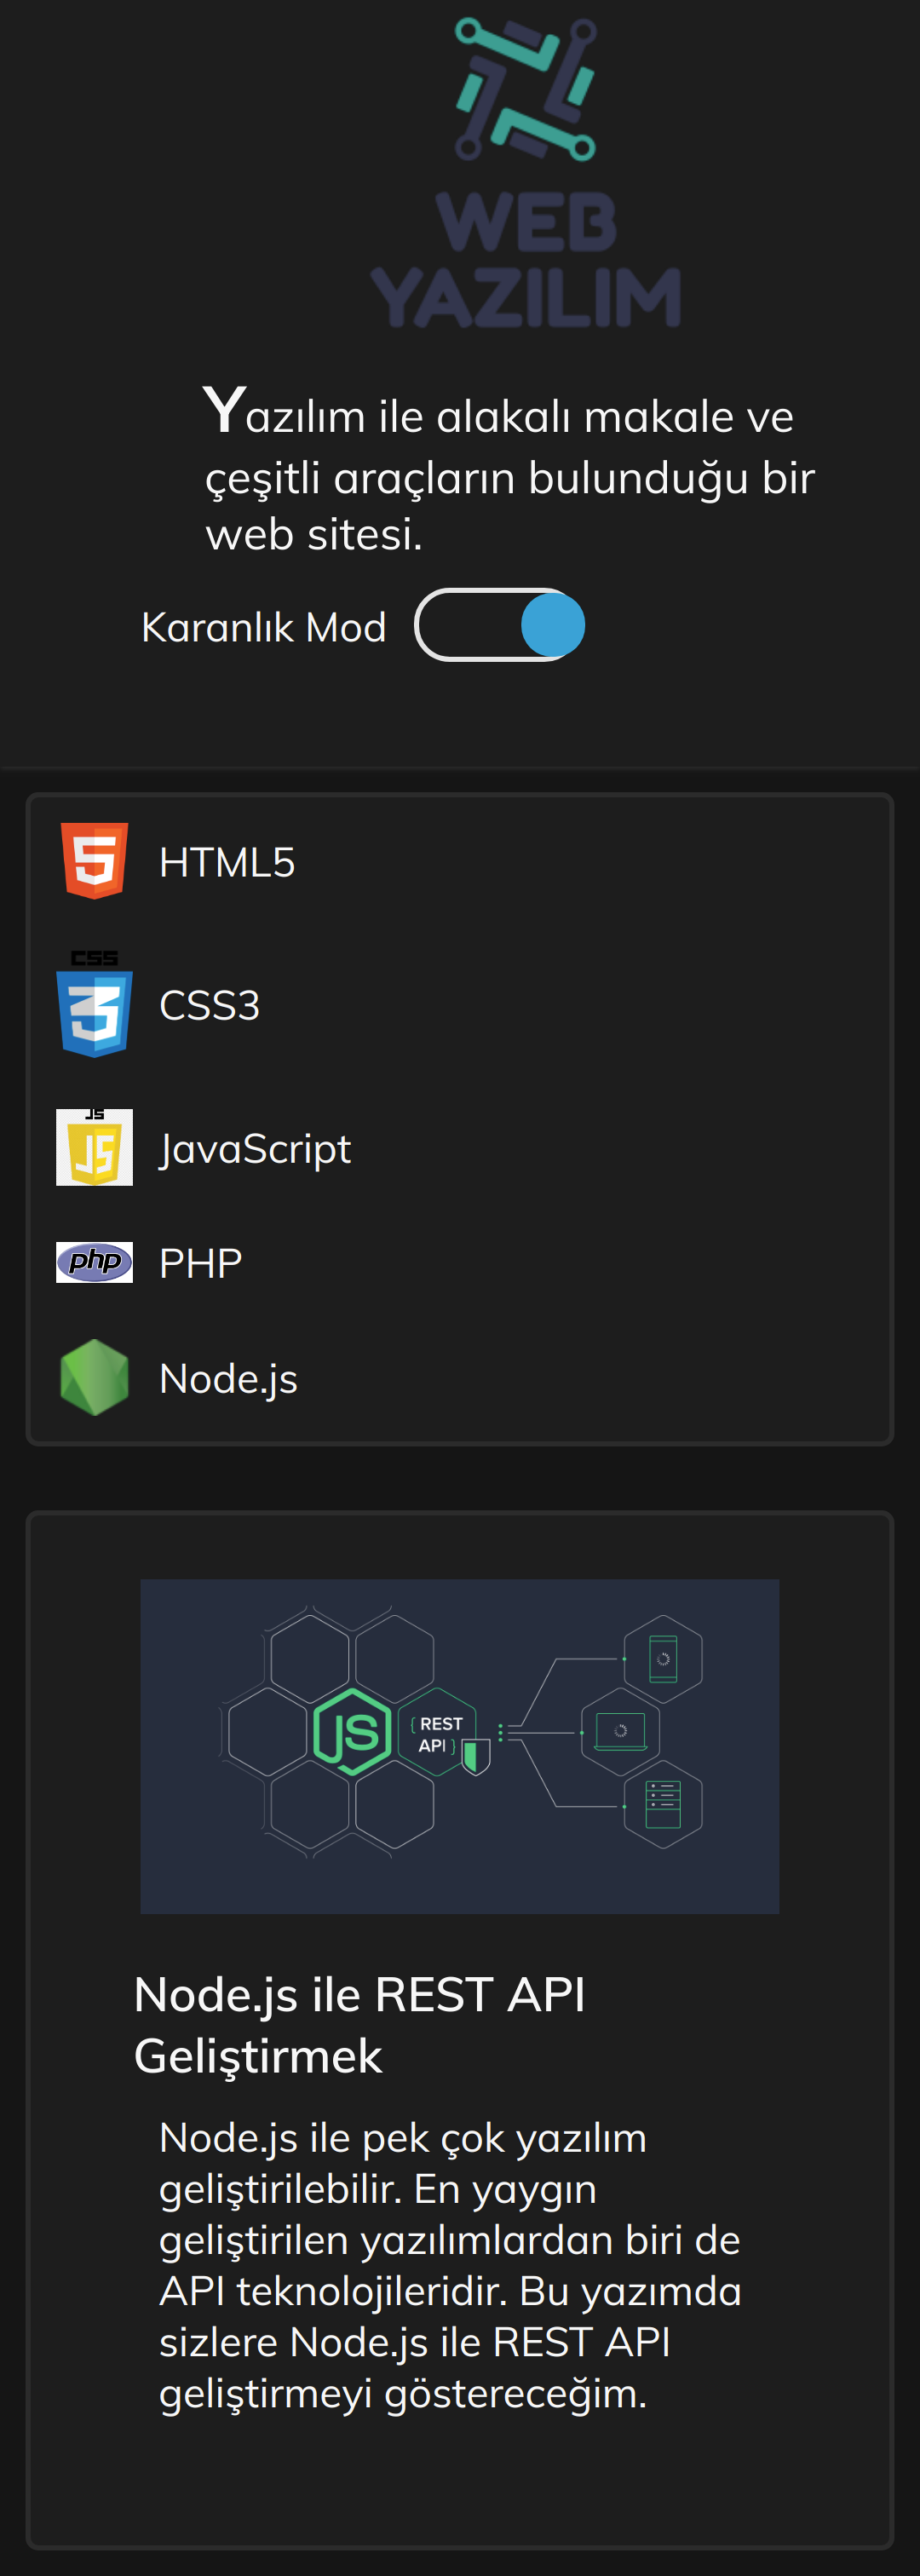 WEB
YAZILIM
Yazılım ile alakalı makale ve
çeşitli araçların bulunduğu bir
web sitesi.
Karanlık Mod
5
HTML5
CSS
3
CSS3
JS
JS
JavaScript
php
PHP
Node.js
JS
{ REST
API }
Node.js ile REST API
Geliştirmek
Node.js ile pek çok yazılım
geliştirilebilir. En yaygın
geliştirilen yazılımlardan biri de
API teknolojileridir. Bu yazımda
sizlere Node.js ile REST API
geliştirmeyi göstereceğim.